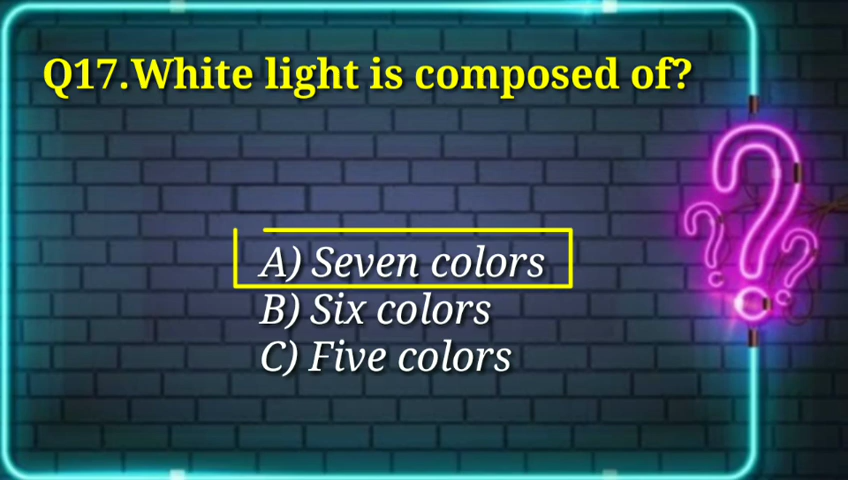 Q17.White light is composed of?
A) Seven colors
B) Six colors
C) Five colors